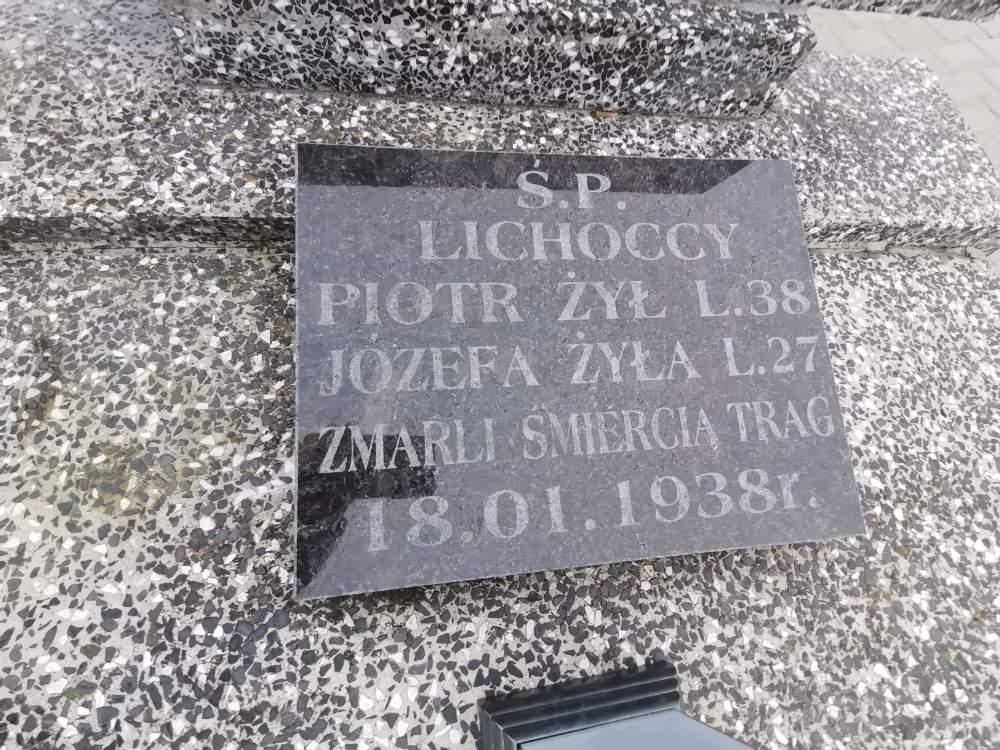 Ś.P.
LICHOCCY
PIOTR ŻYŁ L.38
JÓZEFA ŻYŁA L.27
ZMARLI ŚMIERCIĄ TRAG
18.01.1938r.